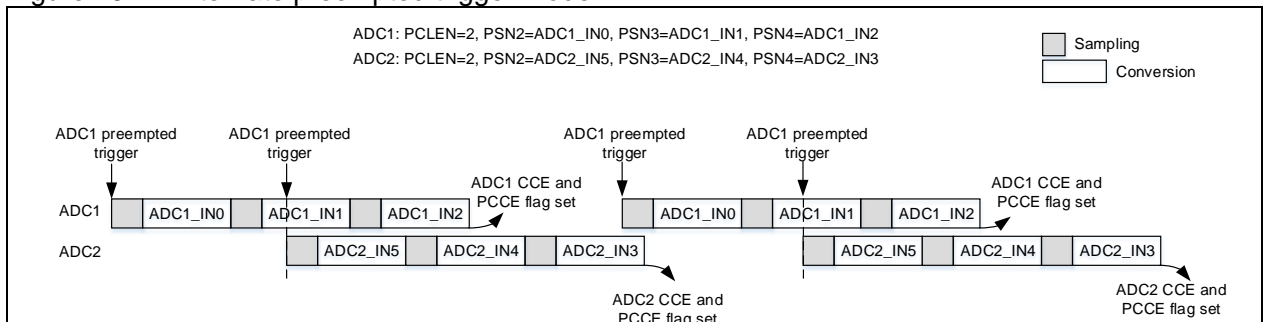 ADC1: PCLEN=2, PSN2=ADC1_IN0, PSN3=ADC1_IN1, PSN4=ADC1_IN2
ADC2: PCLEN=2, PSN2=ADC2_IN5, PSN3=ADC2_IN4, PSN4=ADC2_IN3
Sampling
Conversion
ADC1 preempted
trigger
ADC1 preempted
trigger
ADC1 preempted
trigger
ADC1 preempted
trigger
ADC1 CCE and
PCCE flag set
ADC1 CCE and
PCCE flag set
ADC1
ADC1_IN0
ADC1_IN1
ADC1_IN2
ADC1_IN0
ADC1_IN1
ADC1_IN2
ADC2
ADC2_IN5
ADC2_IN4
ADC2_IN3
ADC2_IN5
ADC2_IN4
ADC2_IN3
ADC2 CCE and
PCCE flag set
ADC2 CCE and
PCCE flag set